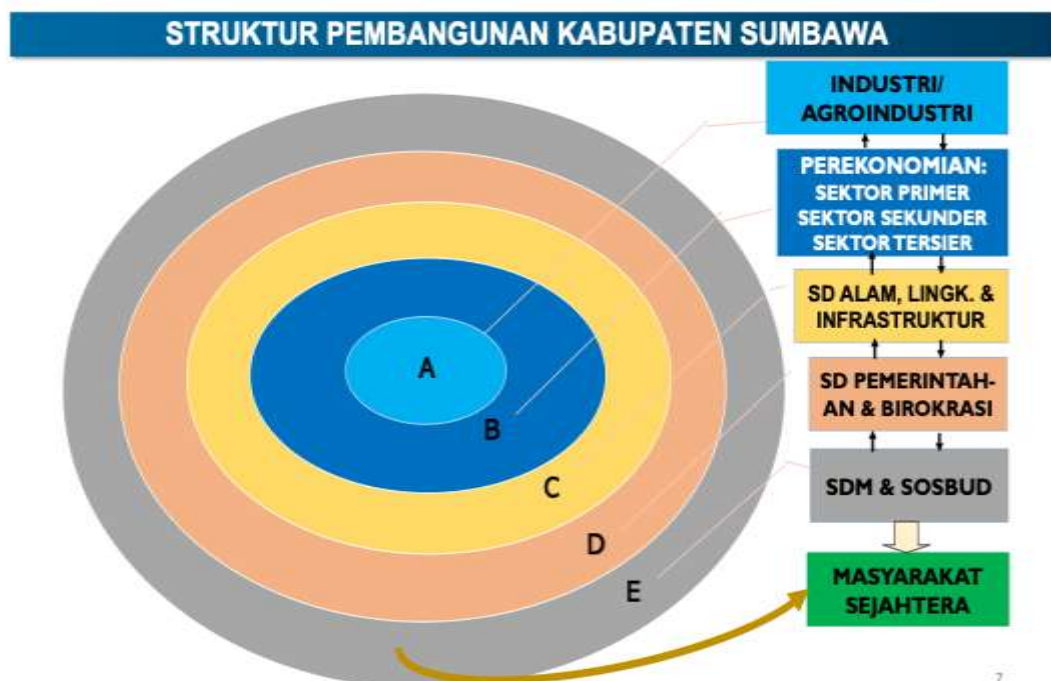 STRUKTUR PEMBANGUNAN KABUPATEN SUMBAWA
INDUSTRI/
AGROINDUSTRI
PEREKONOMIAN:
SEKTOR PRIMER
SEKTOR SEKUNDER
SEKTOR TERSIER
SD ALAM, LINGK. &
INFRASTRUKTUR
SD PEMERINTAH-
AN & BIROKRASI
SDM & SOSBUD
MASYARAKAT
SEJAHTERA
A
B
C
D
E
7